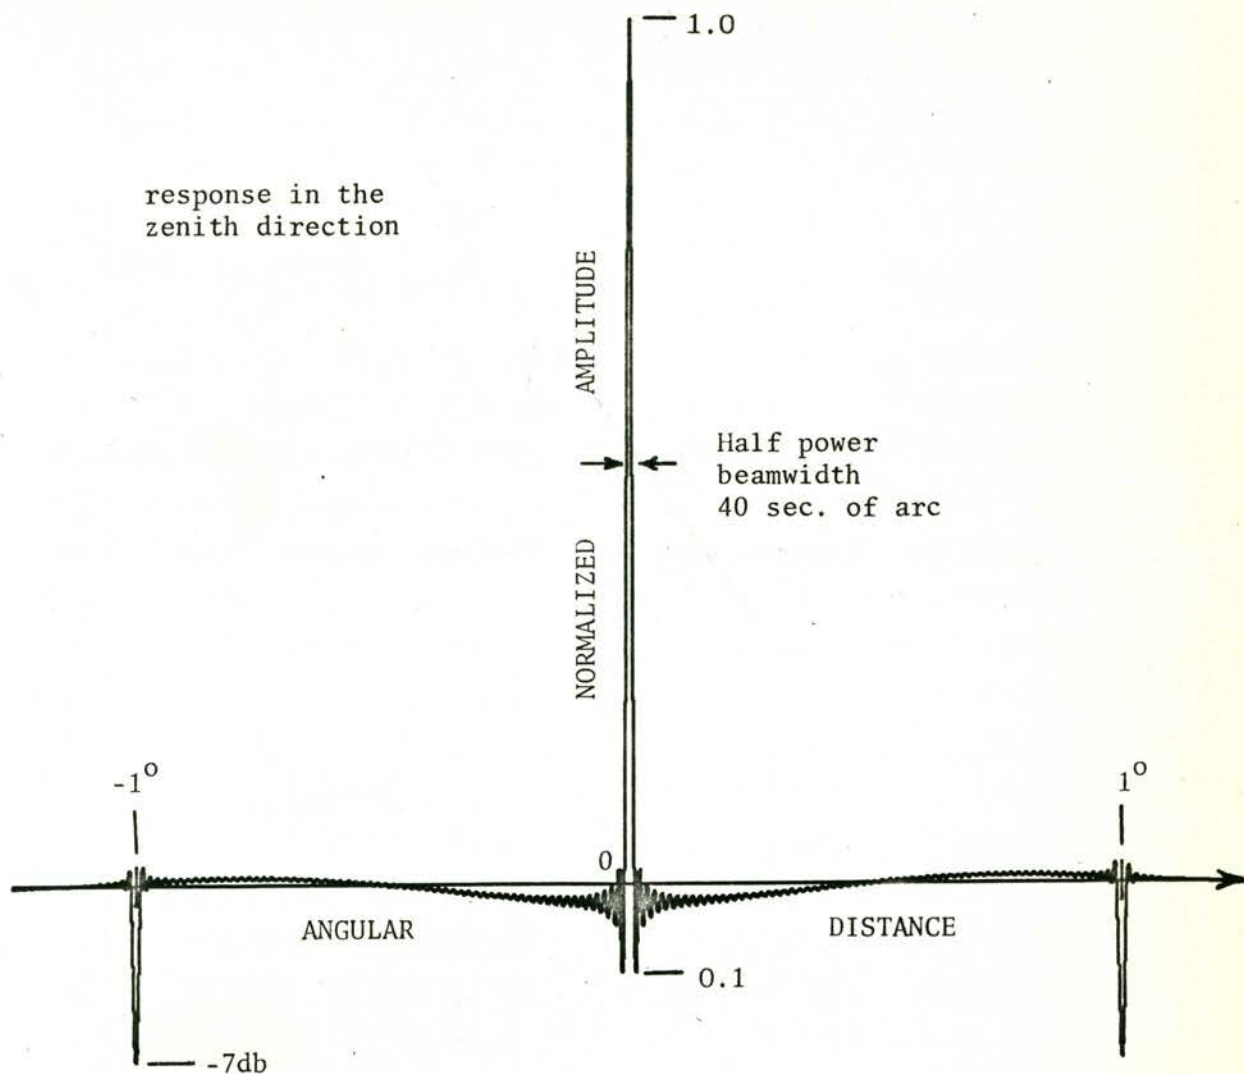 1.0
response in the
zenith direction
AMPLITUDE
Half power
beamwidth
40 sec. of arc
NORMALIZED
-1°
1°
0
ANGULAR
DISTANCE
0.1
-7db